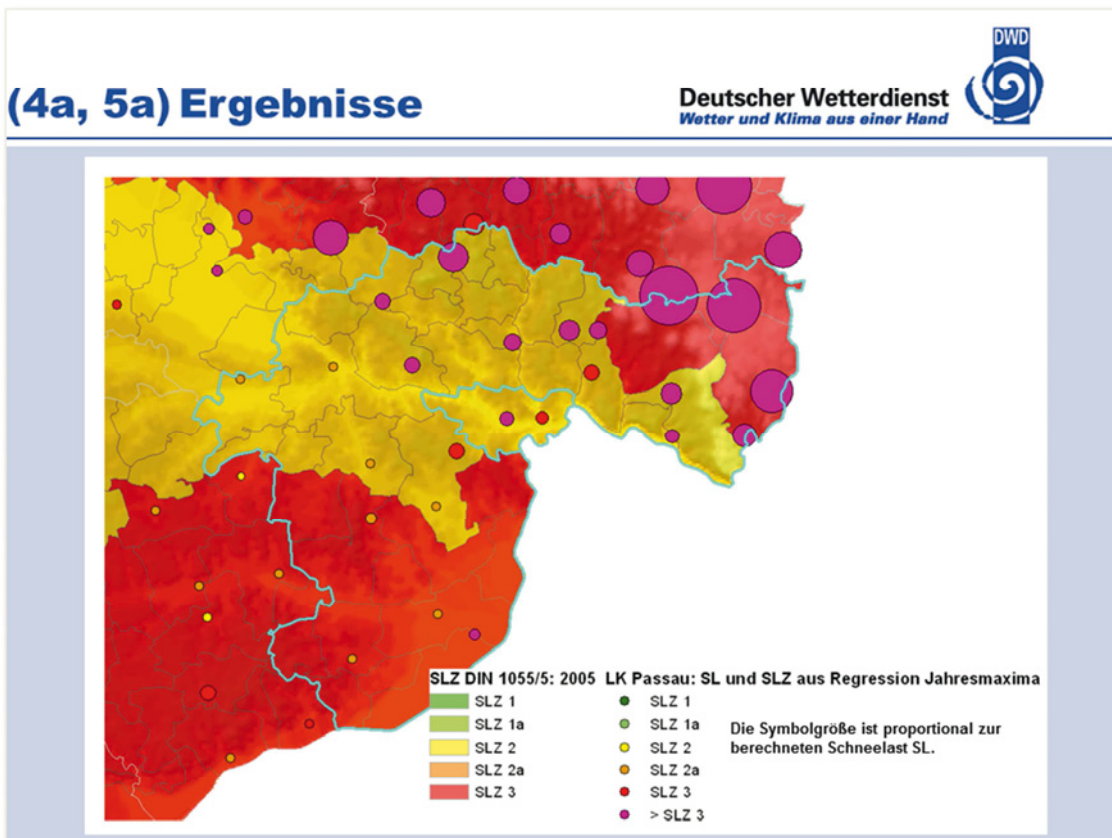 DWD
(4a, 5a) Ergebnisse
Deutscher Wetterdienst
Wetter und Klima aus einer Hand
SLZ DIN 1055/5: 2005
SLZ 1
SLZ 1a
SLZ 2
SLZ 2a
SLZ 3
LK Passau: SL und SLZ aus Regression Jahresmaxima
SLZ 1
SLZ 1a
SLZ 2
SLZ 2a
SLZ 3
> SLZ 3
Die Symbolgröße ist proportional zur
berechneten Schneelast SL.